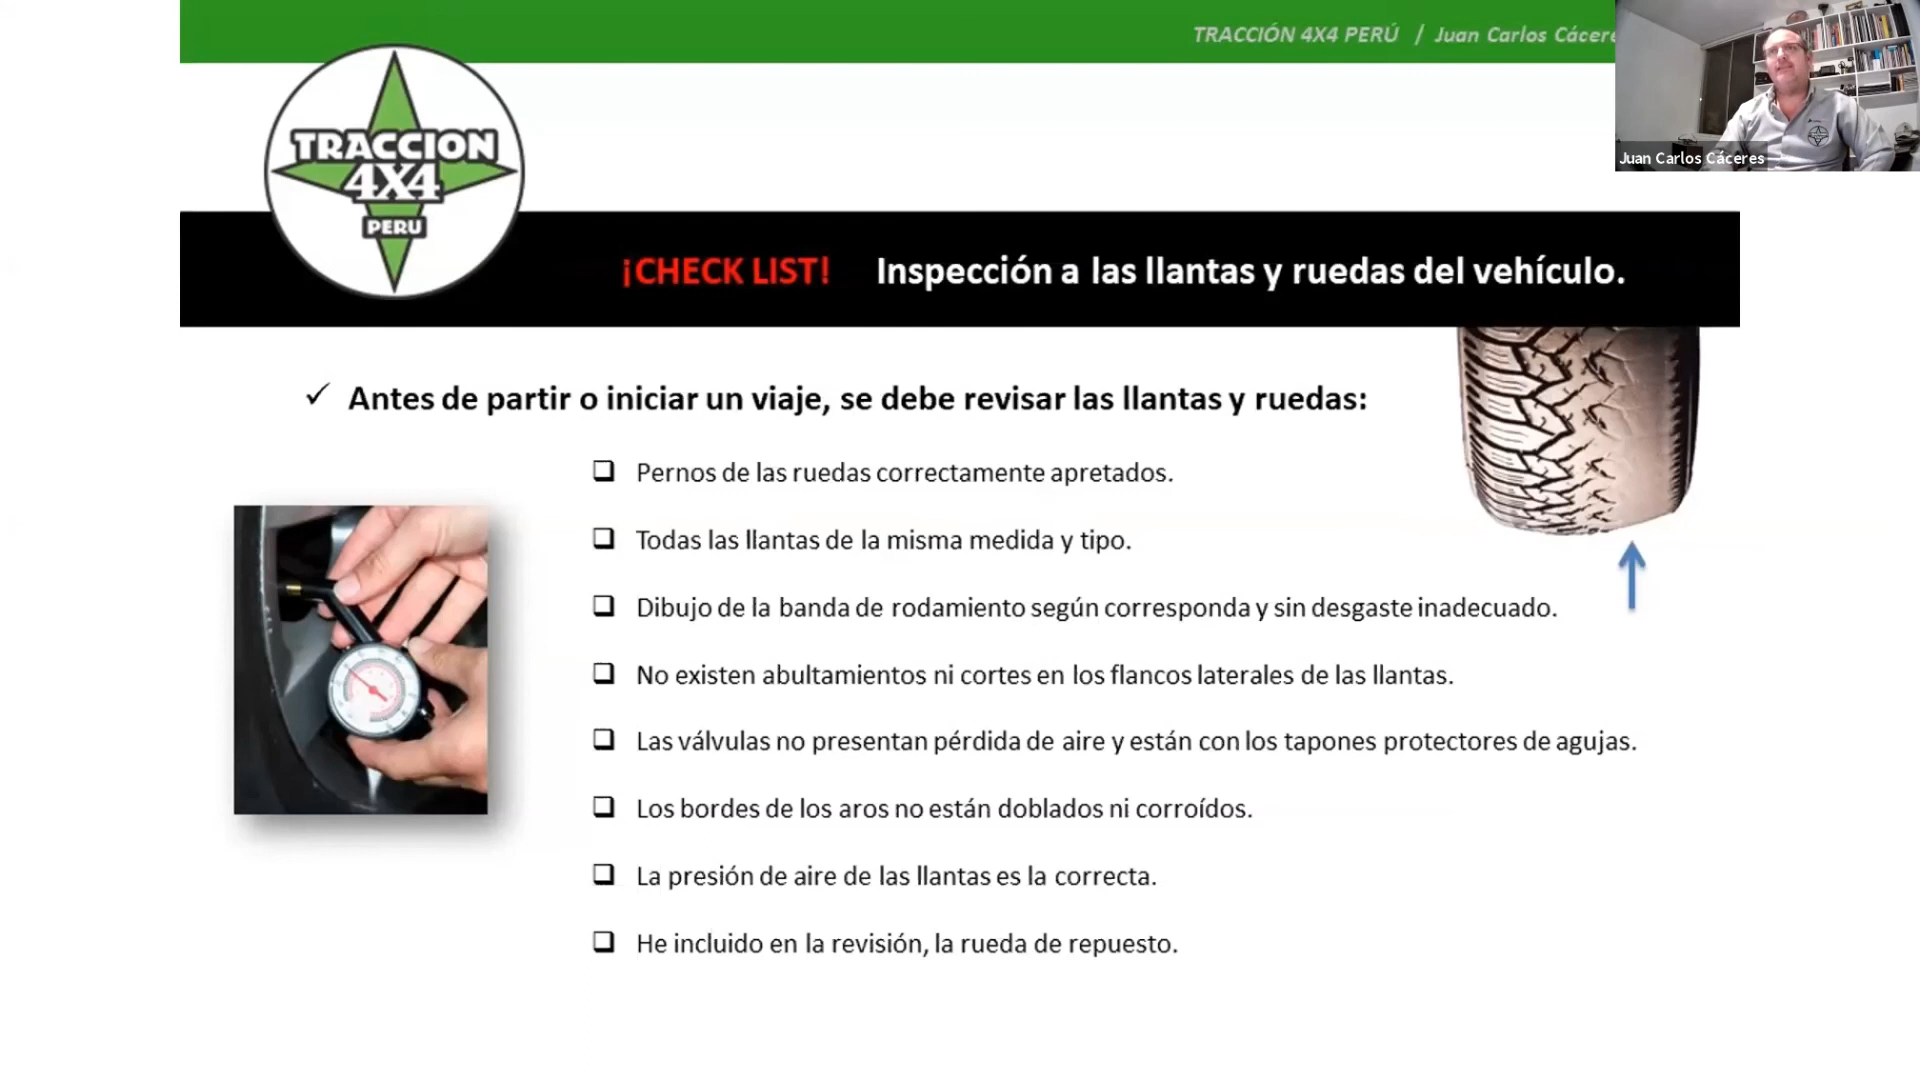 TRACCIÓN 4X4 PERÚ / Juan Carlos Cácere
Juan Carlos Cáceres
TRACCION
4X4
PERU
¡CHECK LIST! Inspección a las llantas y ruedas del vehículo.
✓ Antes de partir o iniciar un viaje, se debe revisar las llantas y ruedas:
❑ Pernos de las ruedas correctamente apretados.
❑ Todas las llantas de la misma medida y tipo.
❑ Dibujo de la banda de rodamiento según corresponda y sin desgaste inadecuado.
❑ No existen abultamientos ni cortes en los flancos laterales de las llantas.
❑ Las válvulas no presentan pérdida de aire y están con los tapones protectores de agujas.
❑ Los bordes de los aros no están doblados ni corroídos.
❑ La presión de aire de las llantas es la correcta.
❑ He incluido en la revisión, la rueda de repuesto.